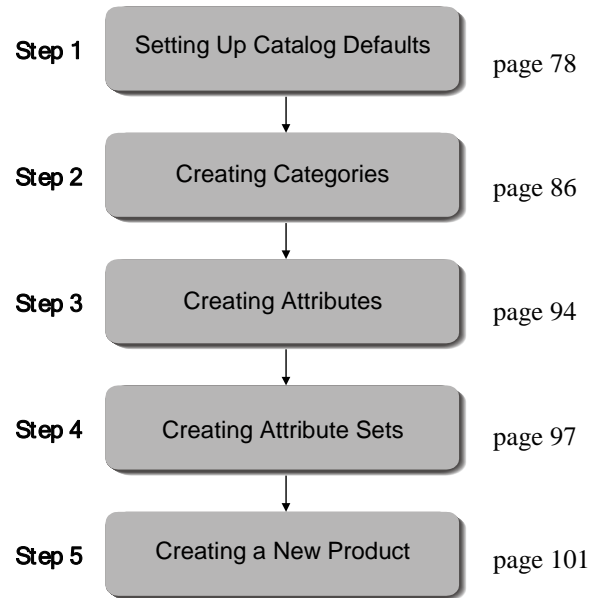 Step 1
Setting Up Catalog Defaults
page 78
Step 2
Creating Categories
page 86
Step 3
Creating Attributes
page 94
Step 4
Creating Attribute Sets
page 97
Step 5
Creating a New Product
page 101